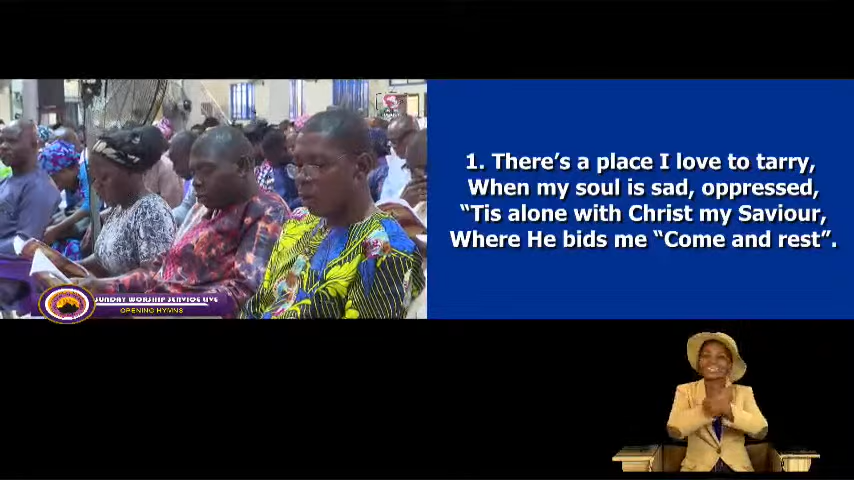 1. There's a place I love to tarry,
When my soul is sad, oppressed,
“Tis alone with Christ my Saviour,
Where He bids me “Come and rest”.
SUNDAY WORSHIP SERVICE LIVE
OPENING HYMNS